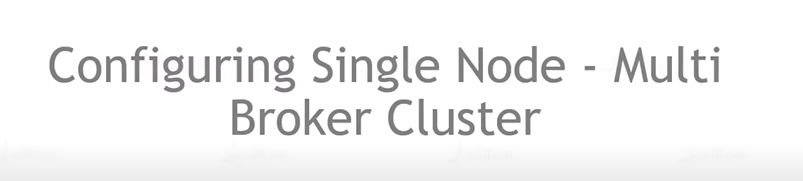 Configuring Single Node - Multi
Broker Cluster